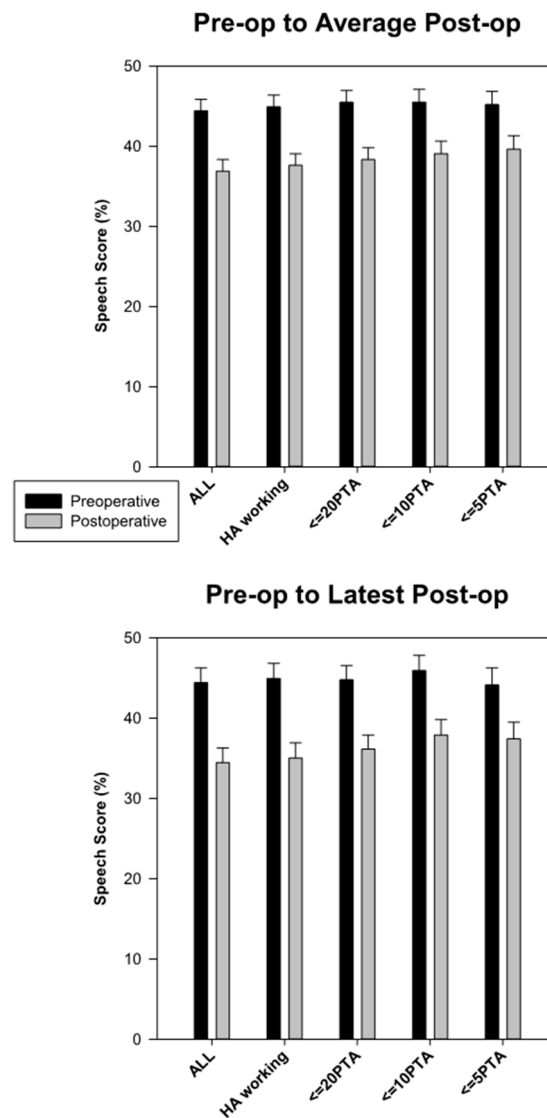 Pre-op to Average Post-op
50
40
30
20
10
0
Speech Score (%)
ALL
HA working
<=20PTA
<=10PTA
<=5PTA
Preoperative
Postoperative
Pre-op to Latest Post-op
50
40
30
20
10
0
Speech Score (%)
ALL
HA working
<=20PTA
<=10PTA
<=5PTA